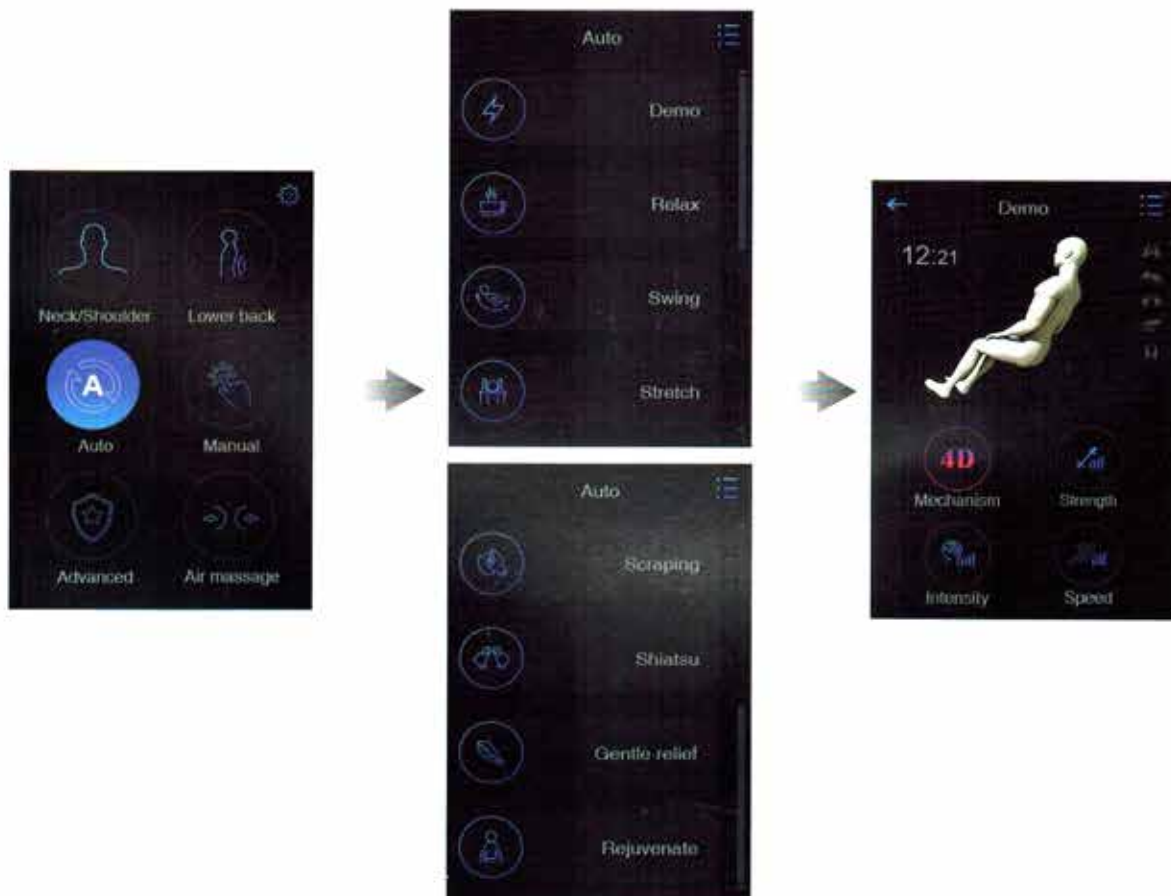 Neck/Shoulder
Lower back
A
Auto
Manual
Advanced
Air massage
Auto
Demo
Relax
Swing
Stretch
Auto
Scraping
Shiatsu
Gentle relief
Rejuvenate
Demo
12:21
4D
Mechanism
Strength
Intensity
Speed